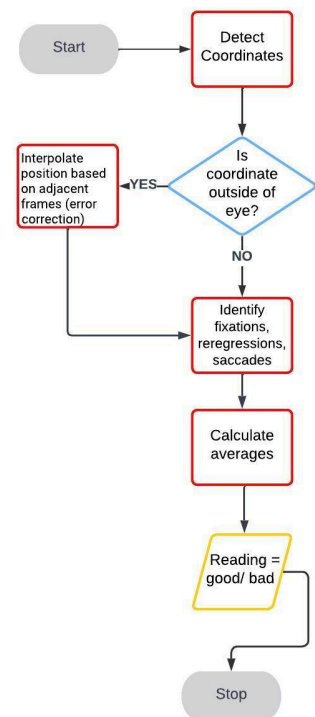 Start
Detect
Coordinates
Is
coordinate
outside of
eye?
YES
Interpolate
position based
on adjacent
frames (error
correction)
NO
Identify
fixations,
reregressions,
saccades
Calculate
averages
Reading =
good/ bad
Stop